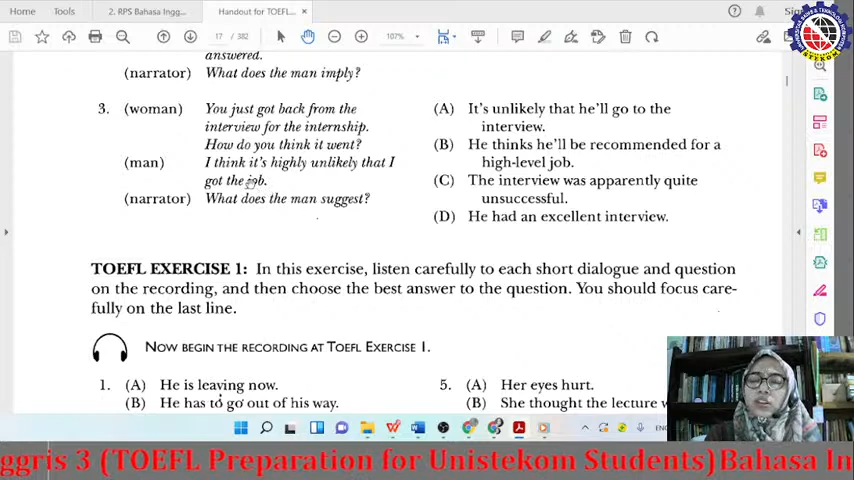 Home
Tools
2. RPS Bahasa Ingg...
Handout for TOEFL...
17 / 382
107%
answered.
(narrator) What does the man imply?
3. (woman) You just got back from the
interview for the internship.
How do you think it went?
(man) I think it's highly unlikely that I
got the job.
(narrator) What does the man suggest?
(A) It's unlikely that he'll go to the
interview.
(B) He thinks he'll be recommended for a
high-level job.
(C) The interview was apparently quite
unsuccessful.
(D) He had an excellent interview.
TOEFL EXERCISE 1: In this exercise, listen carefully to each short dialogue and question
on the recording, and then choose the best answer to the question. You should focus care-
fully on the last line.
NOW BEGIN THE RECORDING AT TOEFL EXERCISE 1.
1. (A) He is leaving now.
(B) He has to go out of his way.
5. (A) Her eyes hurt.
(B) She thought the lecture w
STEKOM
ggris 3 (TOEFL Preparation for Unistekom Students) Bahasa In